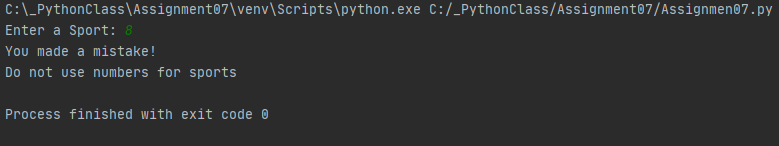 C:\_PythonClass\Assignment07\venv\Scripts\python.exe C:/_PythonClass/Assignment07/Assignmen07.py
Enter a Sport: 8
You made a mistake!
Do not use numbers for sports
Process finished with exit code 0